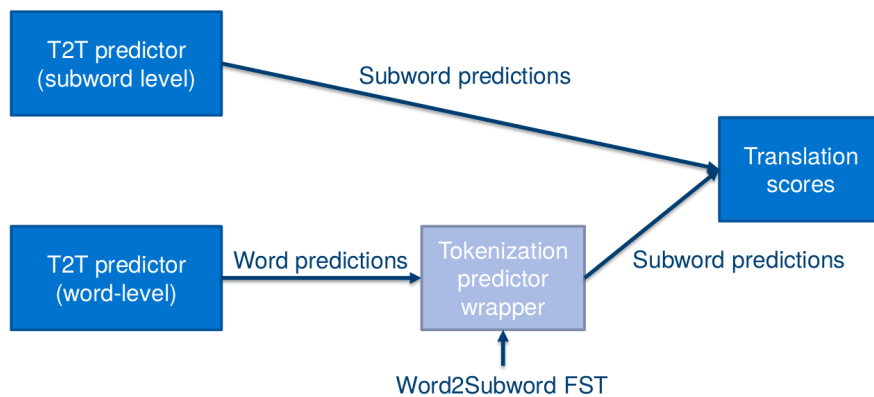 T2T predictor
(subword level)
Subword predictions
Translation
scores
T2T predictor
(word-level)
Word predictions
Tokenization
predictor
wrapper
Subword predictions
Word2Subword FST